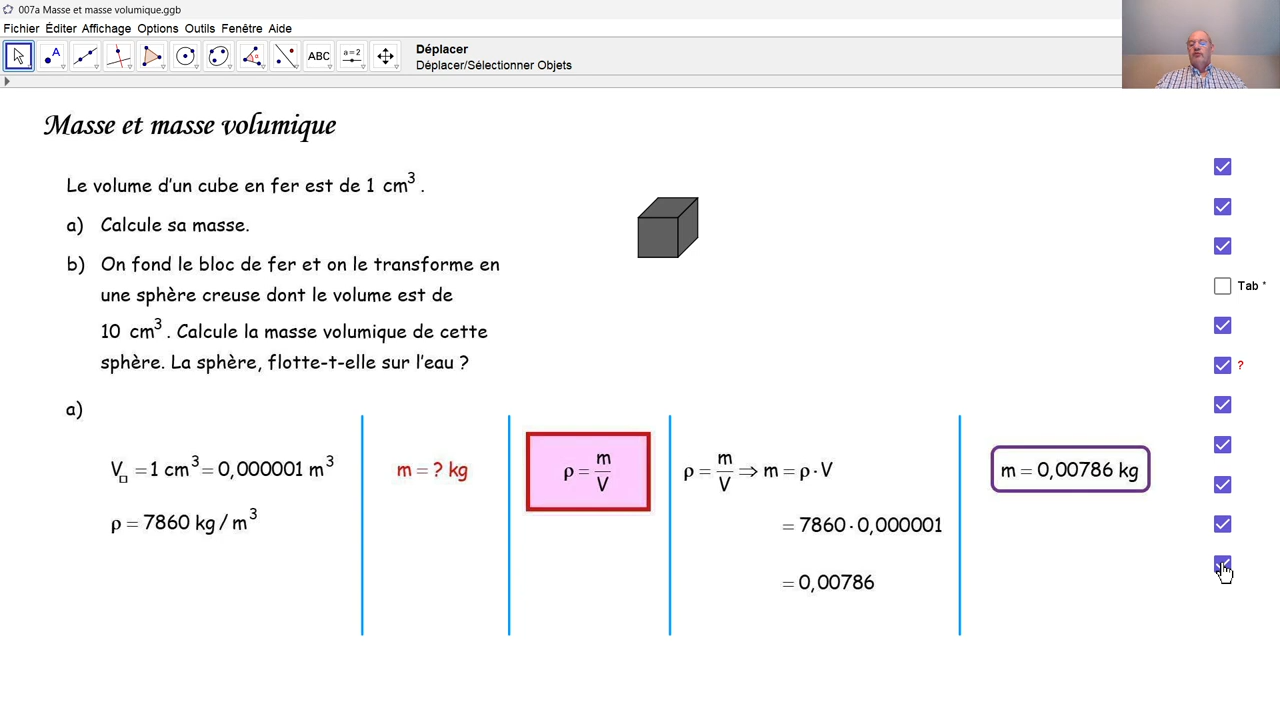 007a Masse et masse volumique.ggb
Fichier Éditer Affichage Options Outils Fenêtre Aide
A ABC a=2 Déplacer
Déplacer/Sélectionner Objets
Masse et masse volumique
Le volume d'un cube en fer est de 1 cm³ .
a) Calcule sa masse.
b) On fond le bloc de fer et on le transforme en
une sphère creuse dont le volume est de
10 cm³ . Calcule la masse volumique de cette
sphère. La sphère, flotte-t-elle sur l'eau ?
Tab *
?
a)
V□ = 1 cm³ = 0,000001 m³
ρ = 7860 kg / m³
m = ? kg
ρ = m/V
ρ = m/V ⇒ m = ρ · V
= 7860 · 0,000001
= 0,00786
m = 0,00786 kg